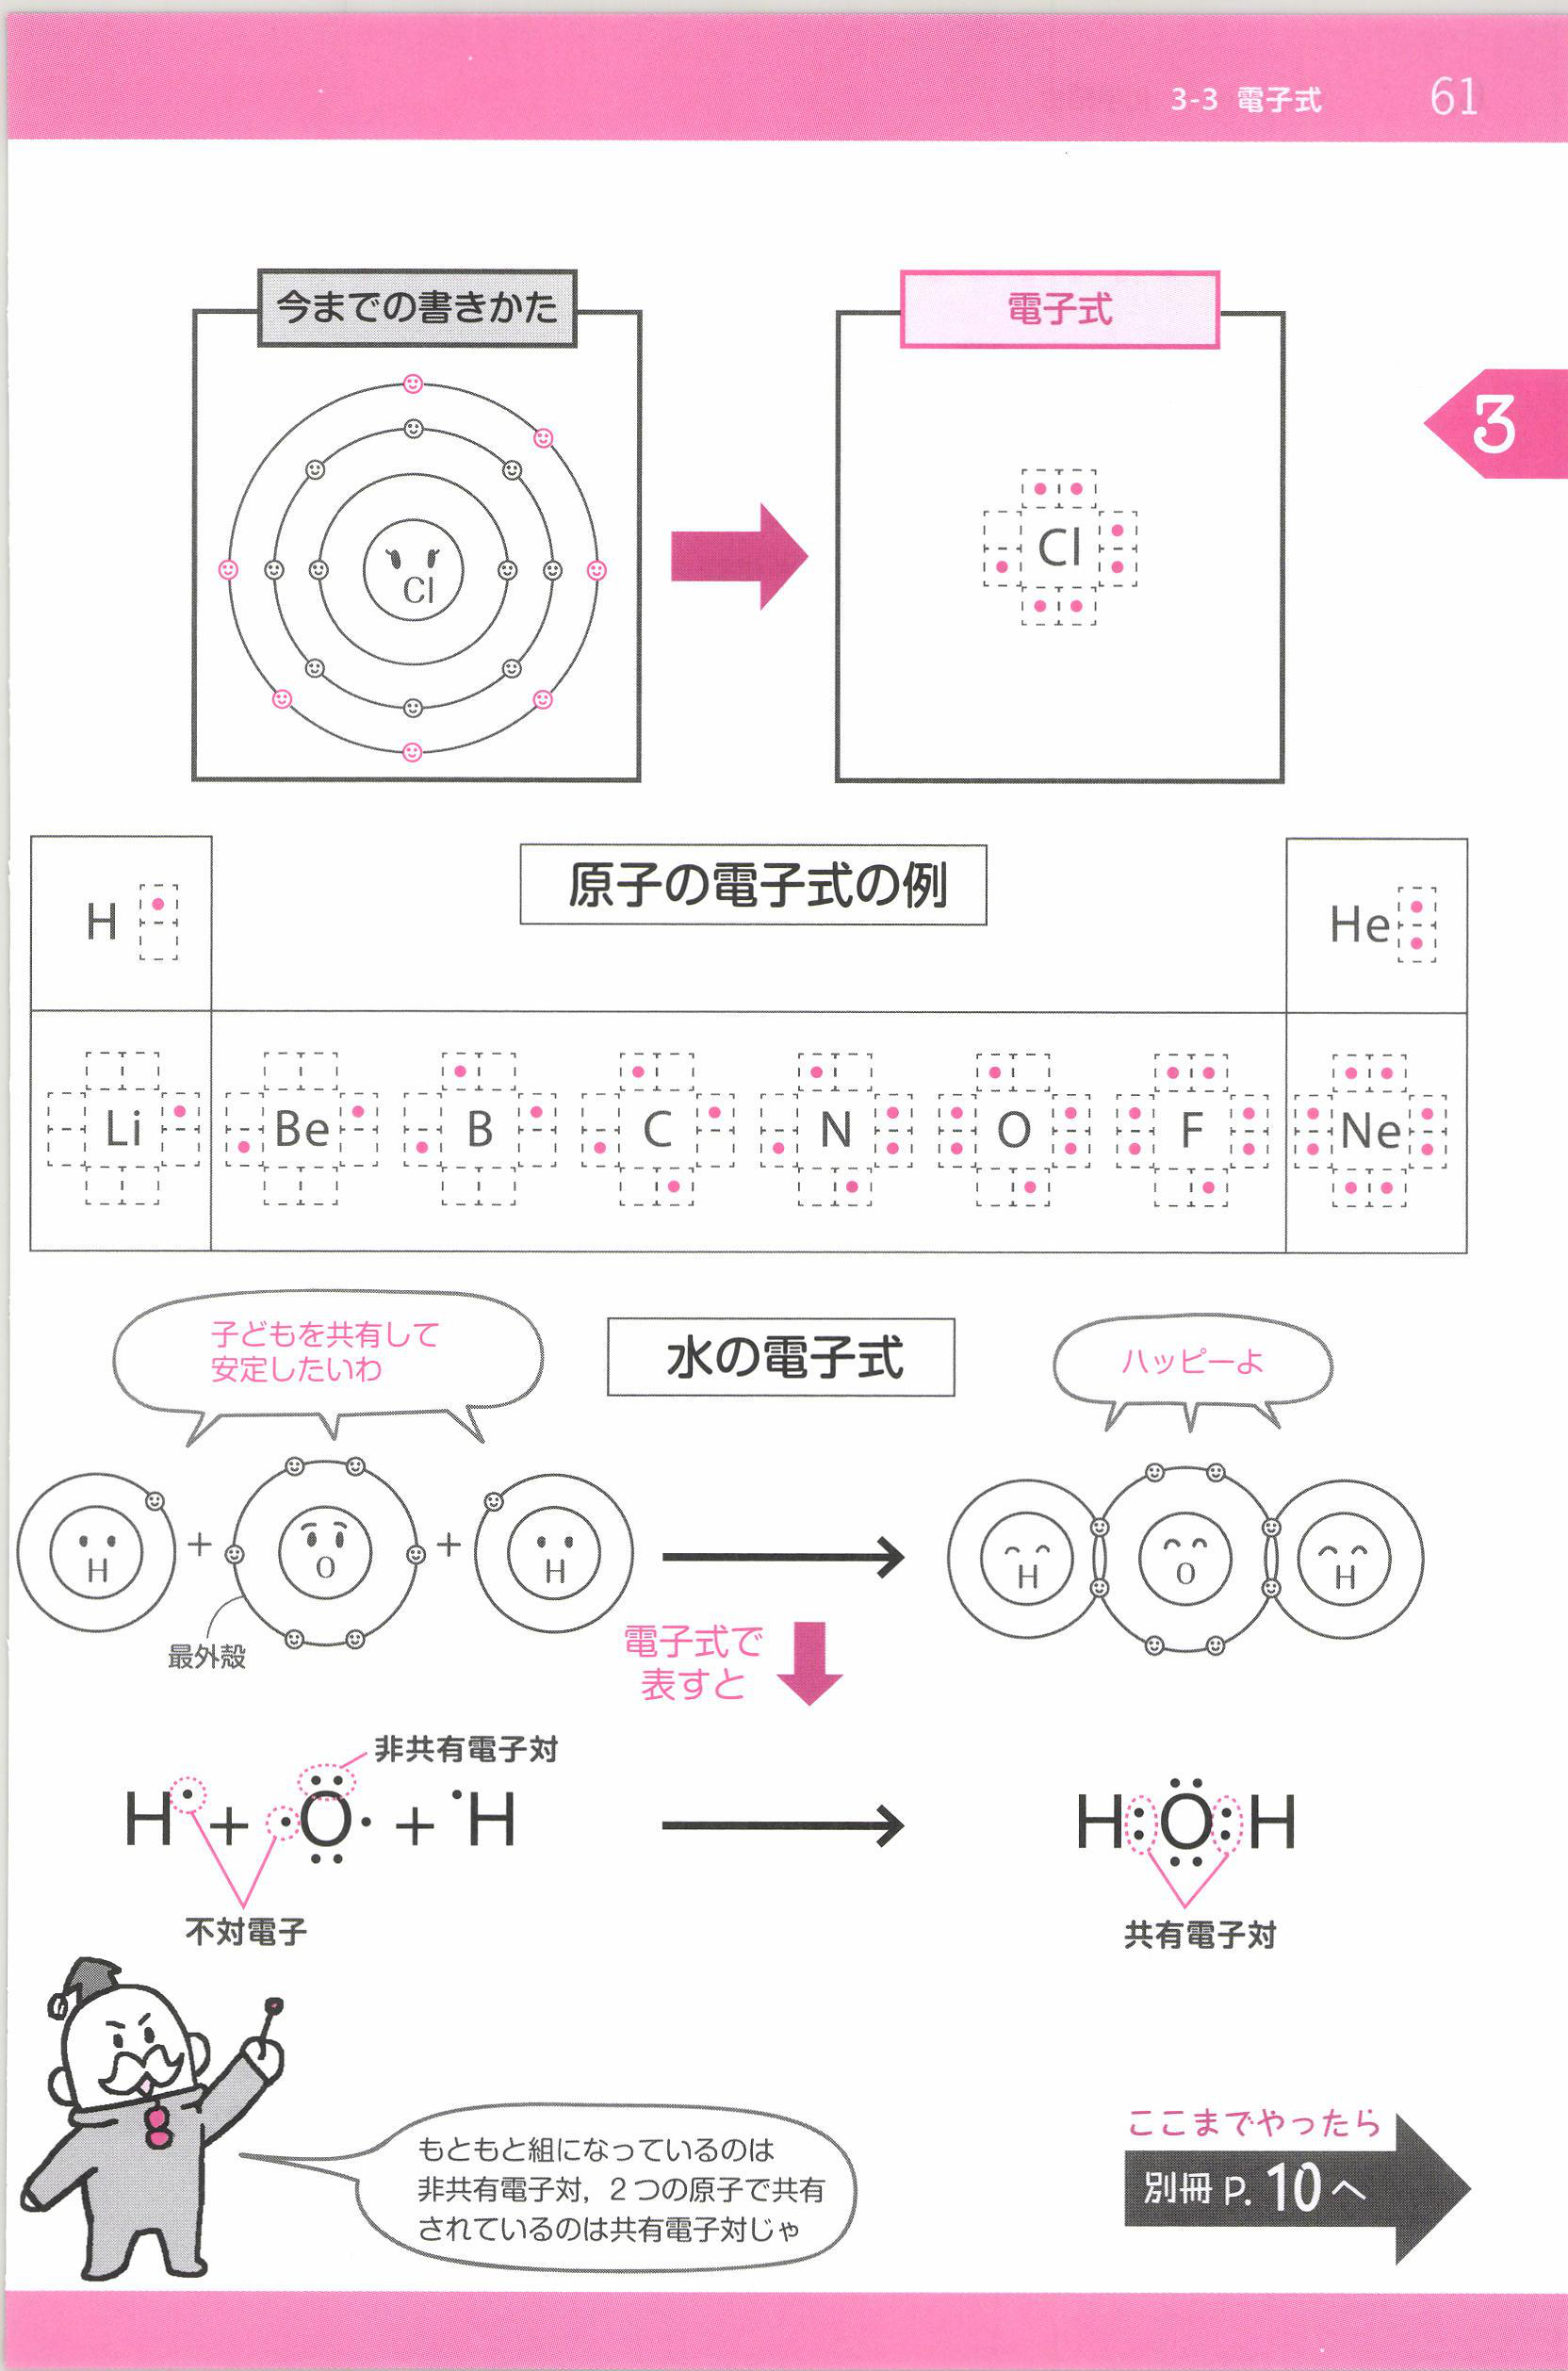 3-3 電子式 61
今までの書きかた
電子式
3
Cl
Cl
原子の電子式の例
H
He
Li Be B C N O F Ne
子どもを共有して
安定したいわ
水の電子式
ハッピーよ
H + O + H
H O H
最外殻
電子式で
表すと
非共有電子対
H + O + H
H O H
不対電子
共有電子対
もともと組になっているのは
非共有電子対,2つの原子で共有
されているのは共有電子対じゃ
ここまでやったら
別冊 P. 10 へ